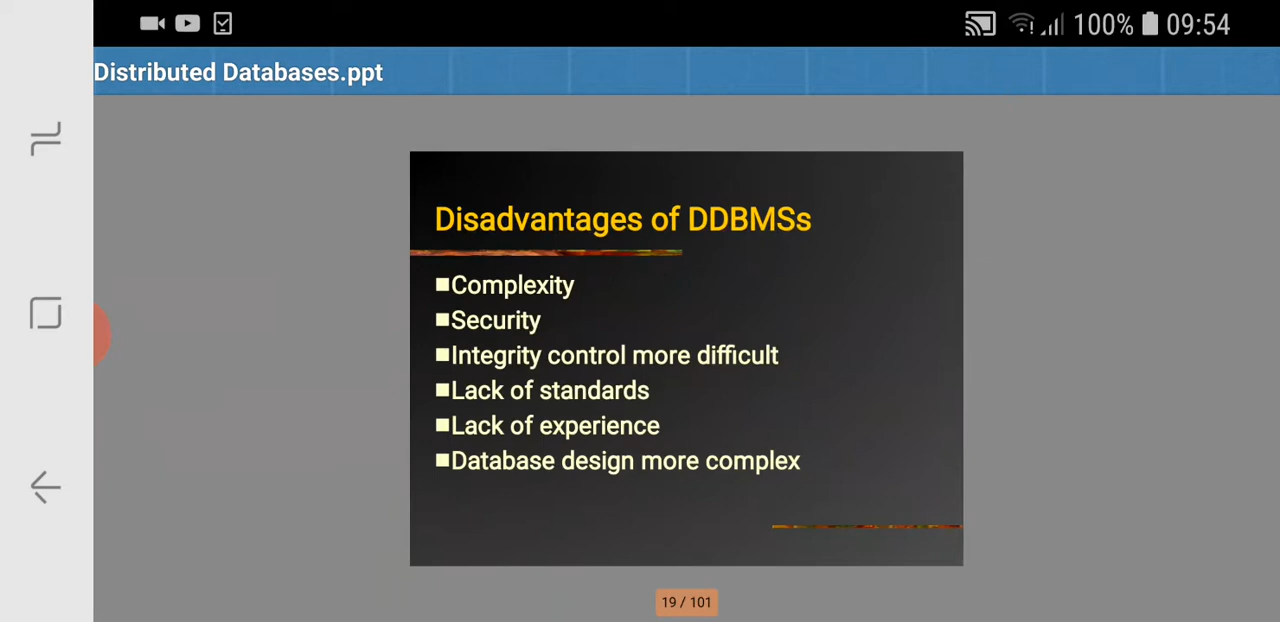 100% 09:54
Distributed Databases.ppt
Disadvantages of DDBMSs
■Complexity
■Security
■Integrity control more difficult
■Lack of standards
■Lack of experience
■Database design more complex
19 / 101